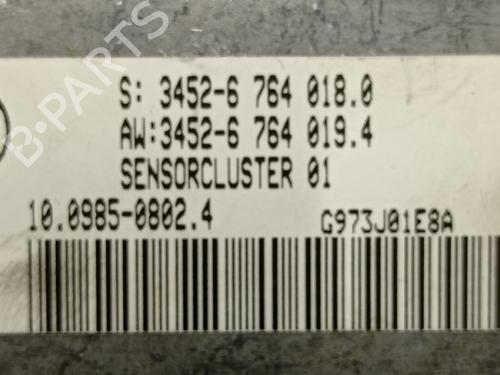 S: 3452-6 764 018.0
AW:3452-6 764 019.4
SENSORCLUSTER 01
10.0985-0802.4 G973J01E8A
B-PARTS